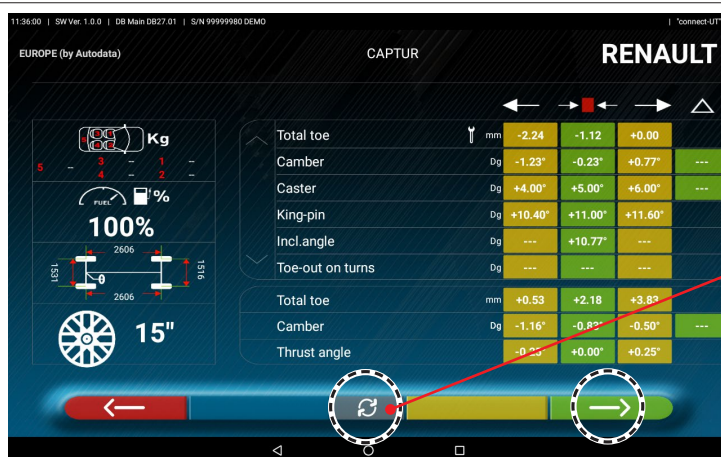 11:36:00 | SW Ver. 1.0.0 | DB Main DB27.01 | S/N 99999980 DEMO | "connect-UT"
EUROPE (by Autodata) CAPTUR RENAULT
Kg
5 -- 3 -- 1 --
4 -- 2 --
FUEL %
100%
2606
1531 1516
2606
15"
Total toe mm -2.24 -1.12 +0.00
Camber Dg -1.23° -0.23° +0.77° ---
Caster Dg +4.00° +5.00° +6.00° ---
King-pin Dg +10.40° +11.00° +11.60°
Incl.angle Dg --- +10.77° ---
Toe-out on turns Dg --- --- ---
Total toe mm +0.53 +2.18 +3.83
Camber Dg -1.16° -0.83° -0.50° ---
Thrust angle +0.00° +0.25°